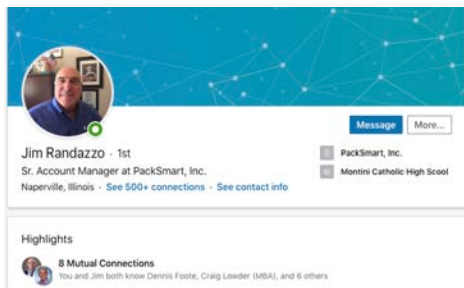 Message
More...
Jim Randazzo · 1st
Sr. Account Manager at PackSmart, Inc.
Naperville, Illinois · See 500+ connections · See contact info
PackSmart, Inc.
Montini Catholic High Scool
Highlights
8 Mutual Connections
You and Jim both know Dennis Foote, Craig Lowder (MBA), and 6 others